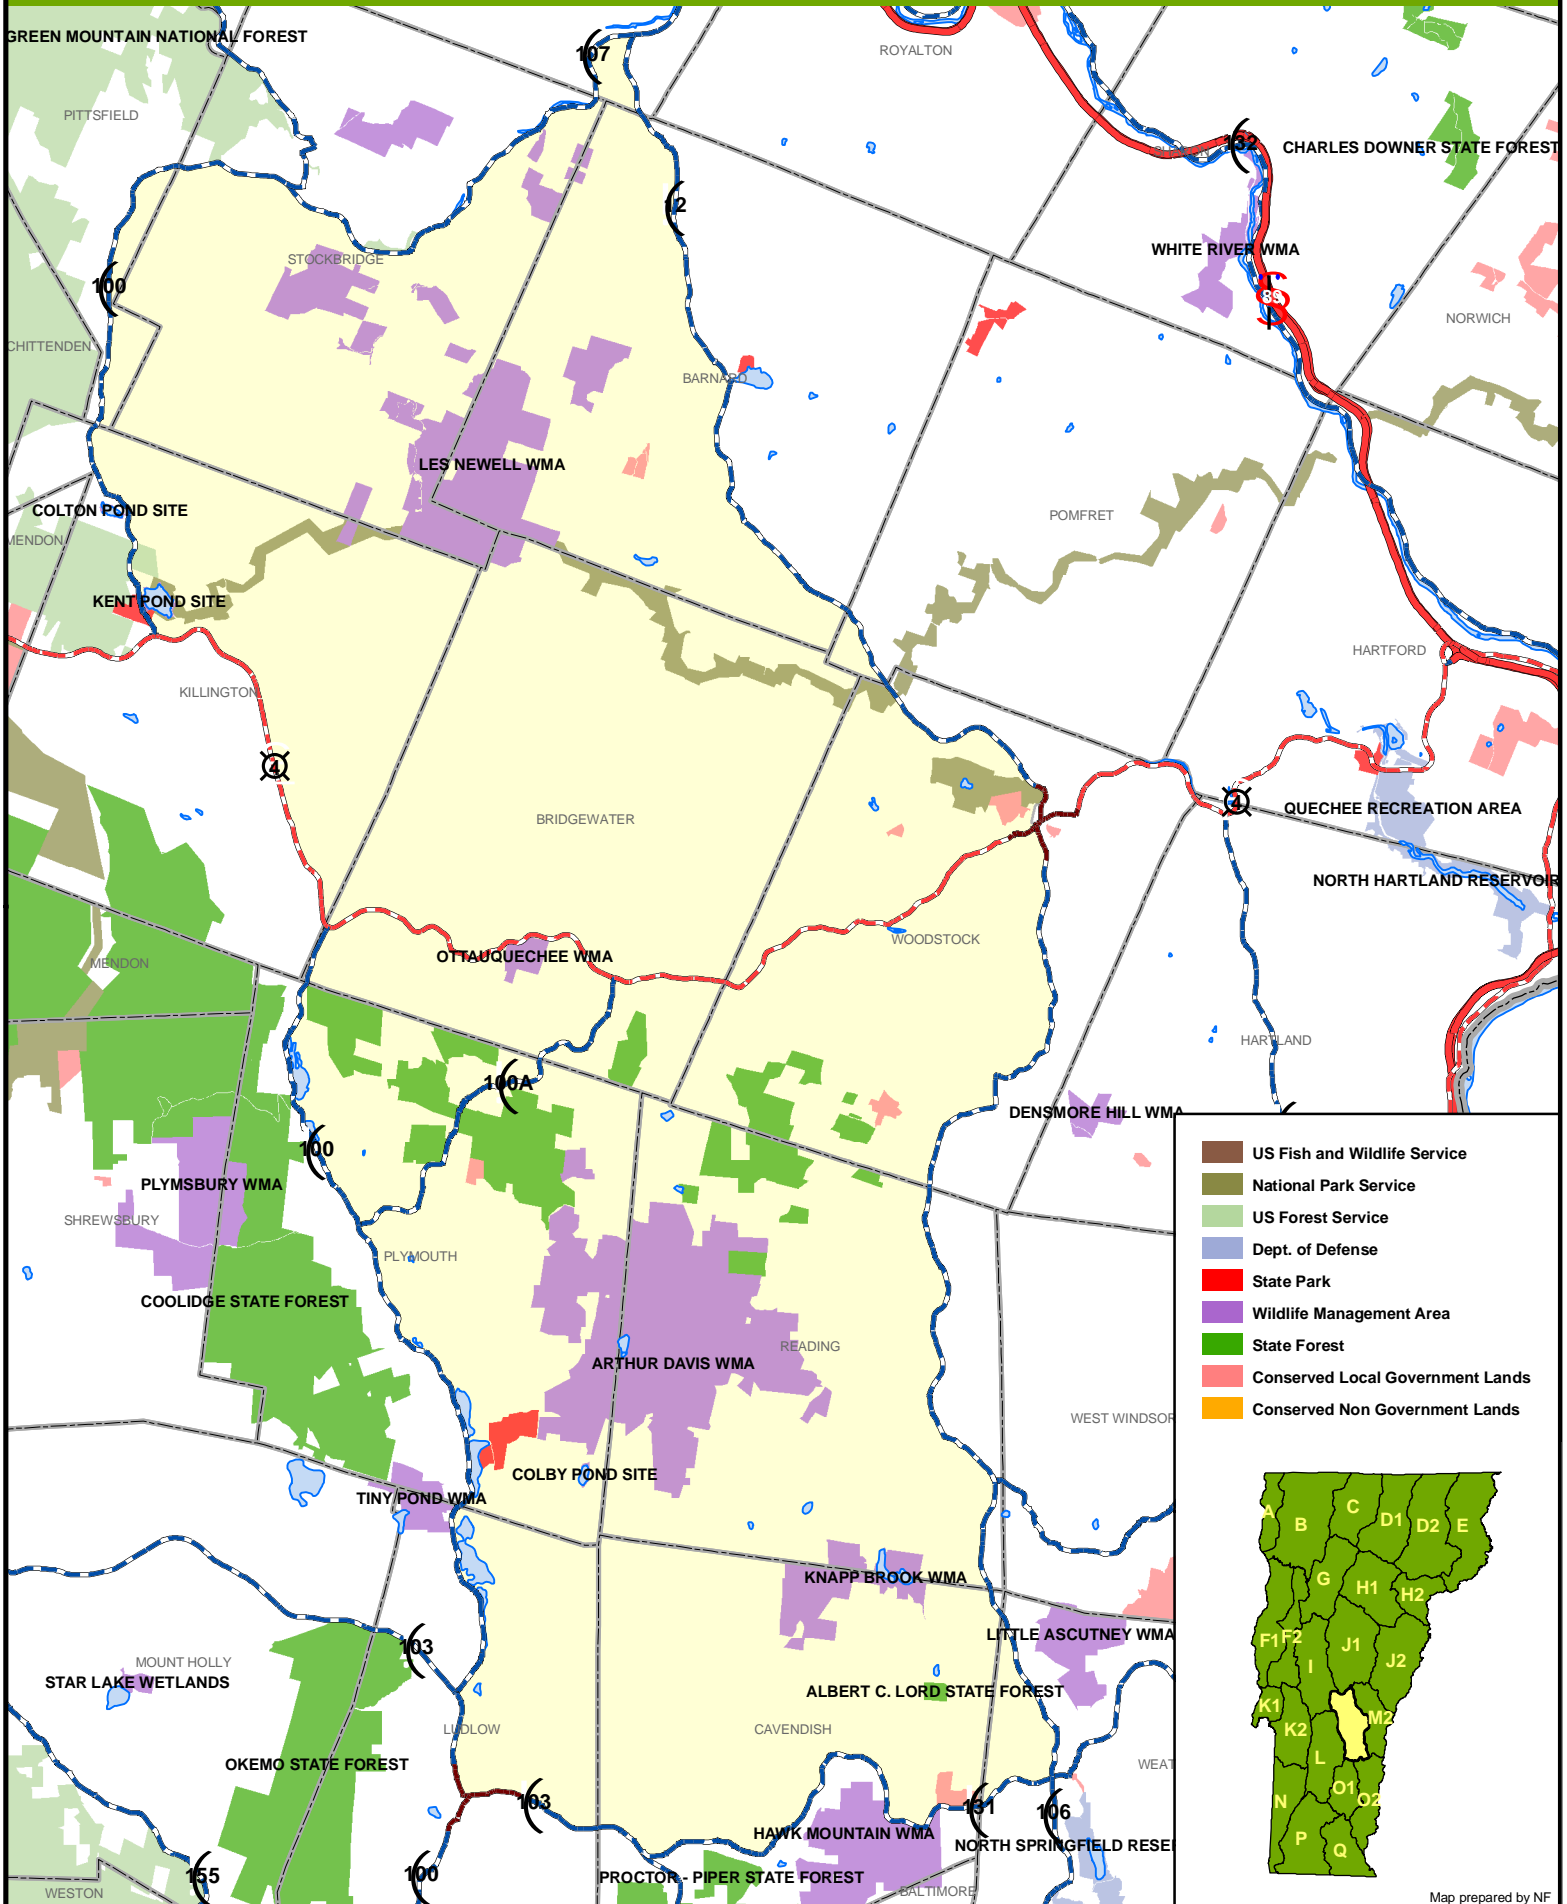 GREEN MOUNTAIN NATIONAL FOREST
107
ROYALTON
PITTSFIELD
132
CHARLES DOWNER STATE FOREST
12
STOCKBRIDGE
WHITE RIVER WMA
100
89
NORWICH
CHITTENDEN
BARNARD
LES NEWELL WMA
COLTON POND SITE
POMFRET
MENDON
KENT POND SITE
HARTFORD
KILLINGTON
4
4
BRIDGEWATER
QUECHEE RECREATION AREA
NORTH HARTLAND RESERVOIR
WOODSTOCK
OTTAUQUECHEE WMA
MENDON
HARTLAND
100A
DENSMORE HILL WMA
100
PLYMSBURY WMA
SHREWSBURY
PLYMOUTH
COOLIDGE STATE FOREST
READING
ARTHUR DAVIS WMA
WEST WINDSOR
COLBY POND SITE
TINY POND WMA
KNAPP BROOK WMA
LITTLE ASCUTNEY WMA
103
MOUNT HOLLY
STAR LAKE WETLANDS
ALBERT C. LORD STATE FOREST
LUDLOW
CAVENDISH
OKEMO STATE FOREST
WEAT
103
131
106
HAWK MOUNTAIN WMA
NORTH SPRINGFIELD RESE
155
100
PROCTOR - PIPER STATE FOREST
WESTON
BALTIMORE
US Fish and Wildlife Service
National Park Service
US Forest Service
Dept. of Defense
State Park
Wildlife Management Area
State Forest
Conserved Local Government Lands
Conserved Non Government Lands
A
B
C
D1
D2
E
G
H1
H2
F1
F2
I
J1
J2
K1
K2
M2
L
O1
O2
N
P
Q
Map prepared by NF